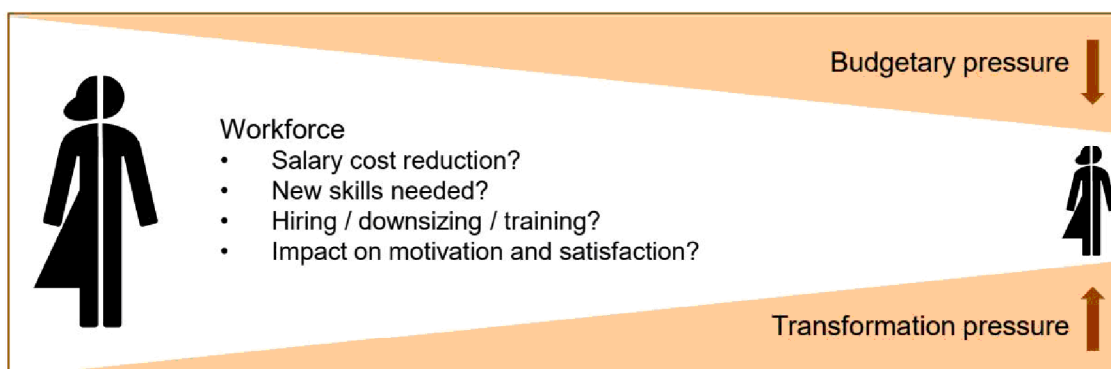 Budgetary pressure
Workforce
• Salary cost reduction?
• New skills needed?
• Hiring / downsizing / training?
• Impact on motivation and satisfaction?
Transformation pressure